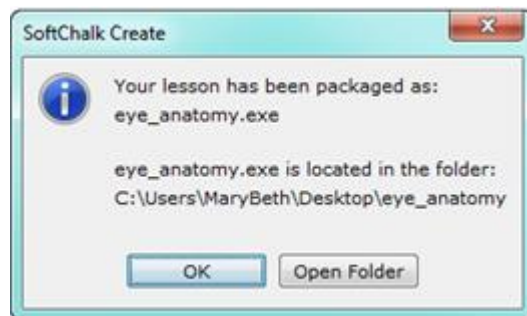 SoftChalk Create
Your lesson has been packaged as:
eye_anatomy.exe
eye_anatomy.exe is located in the folder:
C:\Users\MaryBeth\Desktop\eye_anatomy
OK
Open Folder